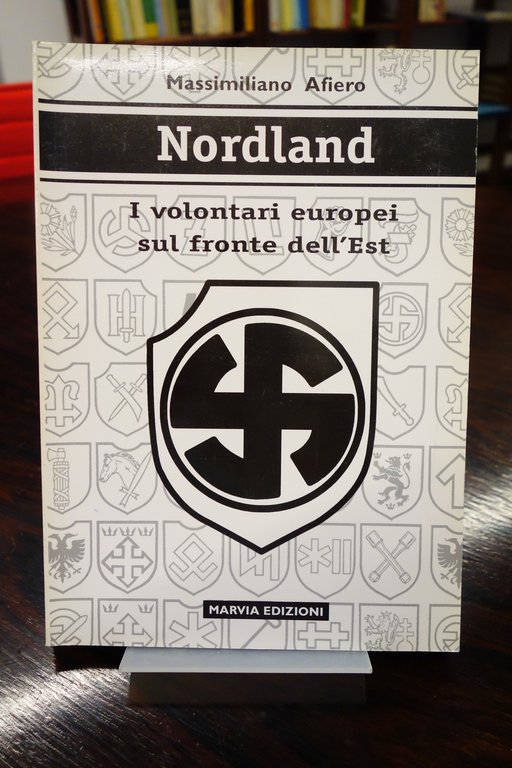 Massimiliano Afiero
Nordland
I volontari europei
sul fronte dell'Est
MARVIA EDIZIONI